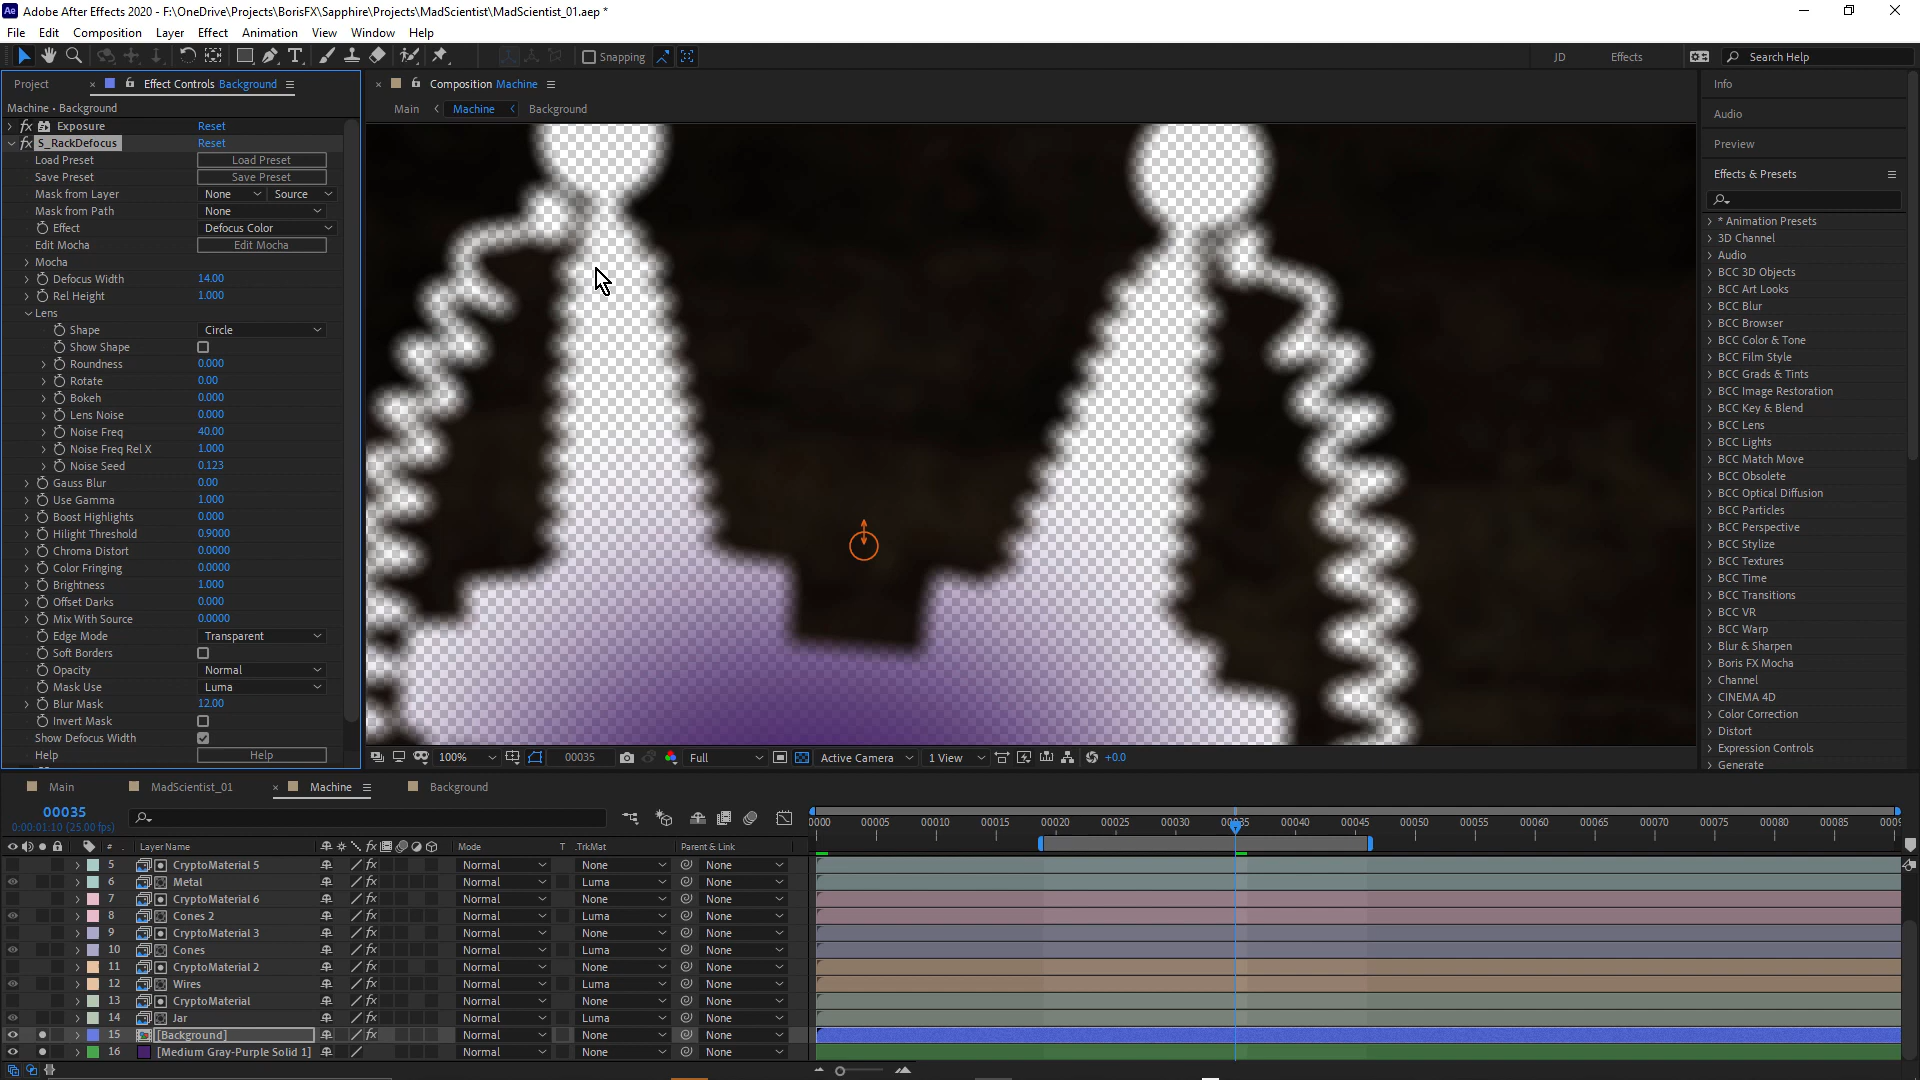 Adobe After Effects 2020 - F:\OneDrive\Projects\BorisFX\Sapphire\Projects\MadScientist\MadScientist_01.aep *
File Edit Composition Layer Effect Animation View Window Help
Snapping JD Effects Search Help
Project Effect Controls Background
Machine • Background
Exposure Reset
S_RackDefocus Reset
Load Preset Load Preset
Save Preset Save Preset
Mask from Layer None Source
Mask from Path None
Effect Defocus Color
Edit Mocha Edit Mocha
Mocha
Defocus Width 14.00
Rel Height 1.000
Lens
Shape Circle
Show Shape
Roundness 0.000
Rotate 0.00
Bokeh 0.000
Lens Noise 0.000
Noise Freq 40.00
Noise Freq Rel X 1.000
Noise Seed 0.123
Gauss Blur 0.00
Use Gamma 1.000
Boost Highlights 0.000
Hilight Threshold 0.9000
Chroma Distort 0.0000
Color Fringing 0.0000
Brightness 1.000
Offset Darks 0.000
Mix With Source 0.0000
Edge Mode Transparent
Soft Borders
Opacity Normal
Mask Use Luma
Blur Mask 12.00
Invert Mask
Show Defocus Width
Help Help
Composition Machine
Main Machine Background
100% 00035 Full Active Camera 1 View +0.0
Info
Audio
Preview
Effects & Presets
* Animation Presets
3D Channel
Audio
BCC 3D Objects
BCC Art Looks
BCC Blur
BCC Browser
BCC Color & Tone
BCC Film Style
BCC Grads & Tints
BCC Image Restoration
BCC Key & Blend
BCC Lens
BCC Lights
BCC Match Move
BCC Obsolete
BCC Optical Diffusion
BCC Particles
BCC Perspective
BCC Stylize
BCC Textures
BCC Time
BCC Transitions
BCC VR
BCC Warp
Blur & Sharpen
Boris FX Mocha
Channel
CINEMA 4D
Color Correction
Distort
Expression Controls
Generate
Main MadScientist_01 Machine Background
00035
0:00:01:10 (25.00 fps)
0000 00005 00010 00015 00020 00025 00030 00035 00040 00045 00050 00055 00060 00065 00070 00075 00080 00085 0009
# Layer Name Mode T .TrkMat Parent & Link
5 CryptoMaterial 5 Normal None None
6 Metal Normal Luma None
7 CryptoMaterial 6 Normal None None
8 Cones 2 Normal Luma None
9 CryptoMaterial 3 Normal None None
10 Cones Normal Luma None
11 CryptoMaterial 2 Normal None None
12 Wires Normal Luma None
13 CryptoMaterial Normal None None
14 Jar Normal Luma None
15 [Background] Normal None None
16 [Medium Gray-Purple Solid 1] Normal None None